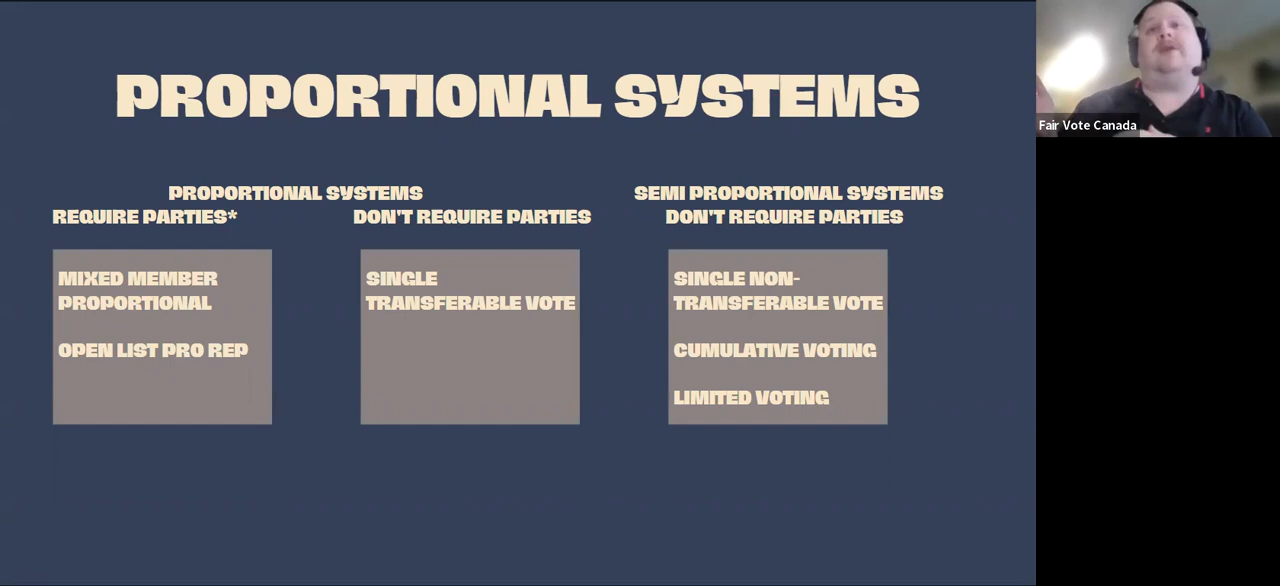 PROPORTIONAL SYSTEMS
Fair Vote Canada
PROPORTIONAL SYSTEMS
REQUIRE PARTIES*
DON'T REQUIRE PARTIES
SEMI PROPORTIONAL SYSTEMS
DON'T REQUIRE PARTIES
MIXED MEMBER
PROPORTIONAL
OPEN LIST PRO REP
SINGLE
TRANSFERABLE VOTE
SINGLE NON-
TRANSFERABLE VOTE
CUMULATIVE VOTING
LIMITED VOTING